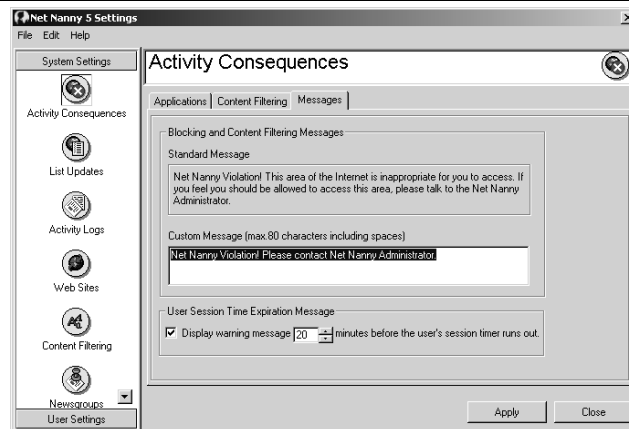 Net Nanny 5 Settings
File Edit Help
System Settings
Activity Consequences
List Updates
Activity Logs
Web Sites
Content Filtering
Newsgroups
User Settings
Activity Consequences
Applications Content Filtering Messages
Blocking and Content Filtering Messages
Standard Message
Net Nanny Violation! This area of the Internet is inappropriate for you to access. If
you feel you should be allowed to access this area, please talk to the Net Nanny
Administrator.
Custom Message (max.80 characters including spaces)
Net Nanny Violation! Please contact Net Nanny Administrator.
User Session Time Expiration Message
Display warning message 20 minutes before the user's session timer runs out.
Apply Close